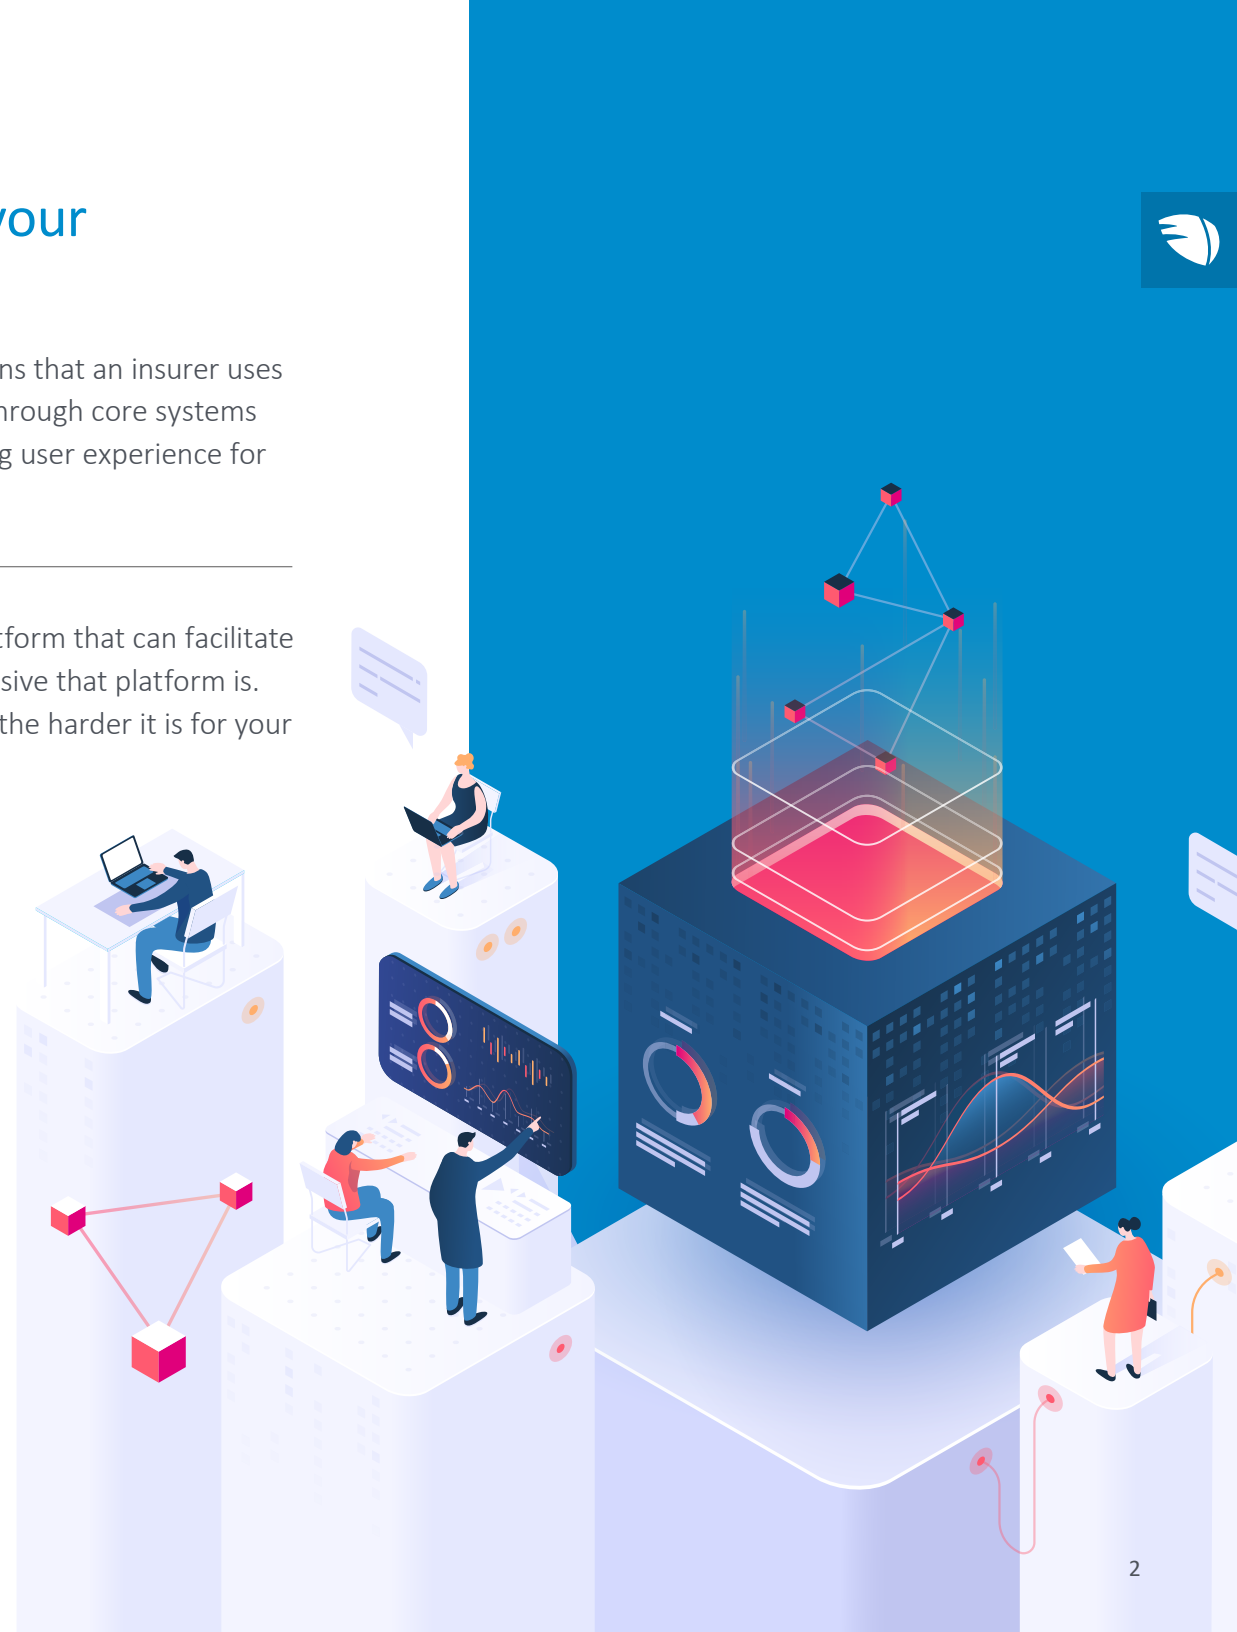 your
ns that an insurer uses
hrough core systems
g user experience for
tform that can facilitate
sive that platform is.
the harder it is for your
2